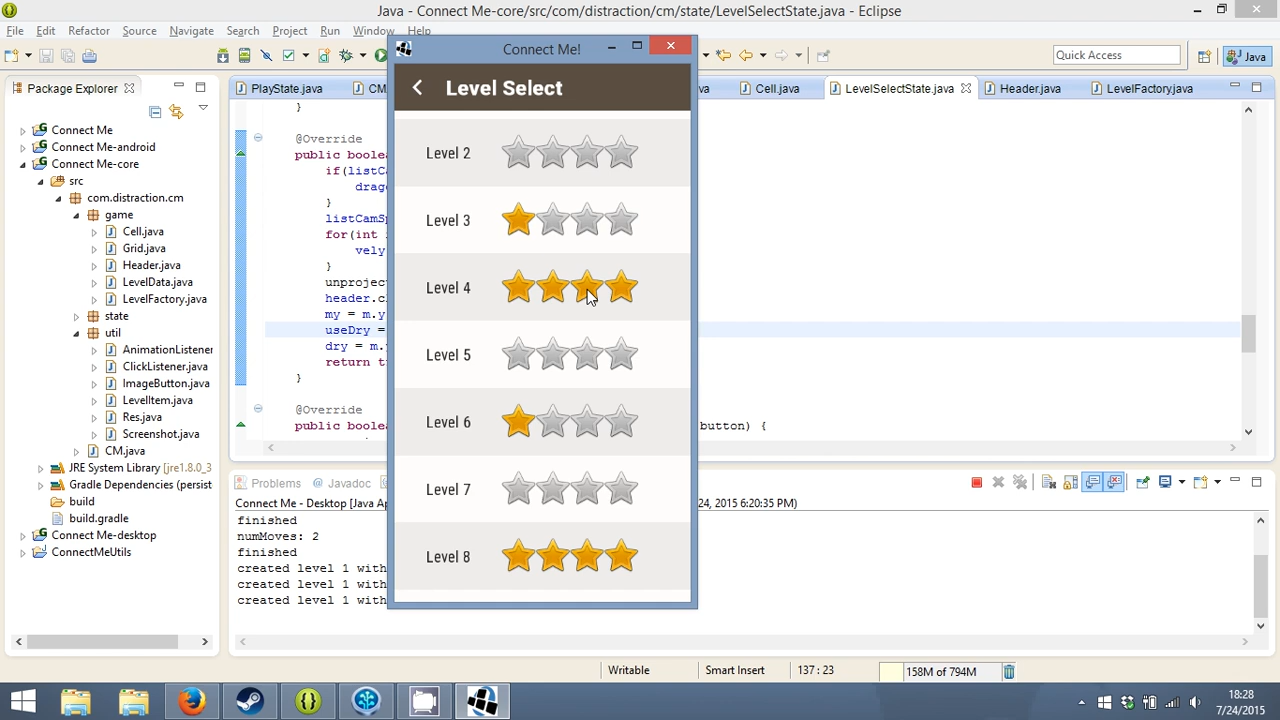 Java - Connect Me-core/src/com/distraction/cm/state/LevelSelectState.java - Eclipse
File Edit Refactor Source Navigate Search Project Run Window Help
Connect Me!
Quick Access
Java
Package Explorer
PlayState.java
Cell.java
LevelSelectState.java
Header.java
LevelFactory.java
Level Select
Connect Me
Connect Me-android
Connect Me-core
src
com.distraction.cm
game
Cell.java
Grid.java
Header.java
LevelData.java
LevelFactory.java
state
util
AnimationListener
ClickListener.java
ImageButton.java
LevelItem.java
Res.java
Screenshot.java
CM.java
JRE System Library [jre1.8.0_3
Gradle Dependencies (persist
build
build.gradle
Connect Me-desktop
ConnectMeUtils
}
@Override
public boolea
if(listCa
drag
}
listCamSp
for(int
vely
}
unprojec
header.c
my = m.y
useDry =
dry = m.
return t
}
@Override
public boolea
button) {
Level 2
Level 3
Level 4
Level 5
Level 6
Level 7
Level 8
Problems @ Javadoc
Connect Me - Desktop [Java Ap
24, 2015 6:20:35 PM)
finished
numMoves: 2
finished
created level 1 with
created level 1 with
created level 1 with
Writable
Smart Insert
137 : 23
158M of 794M
18:28
7/24/2015